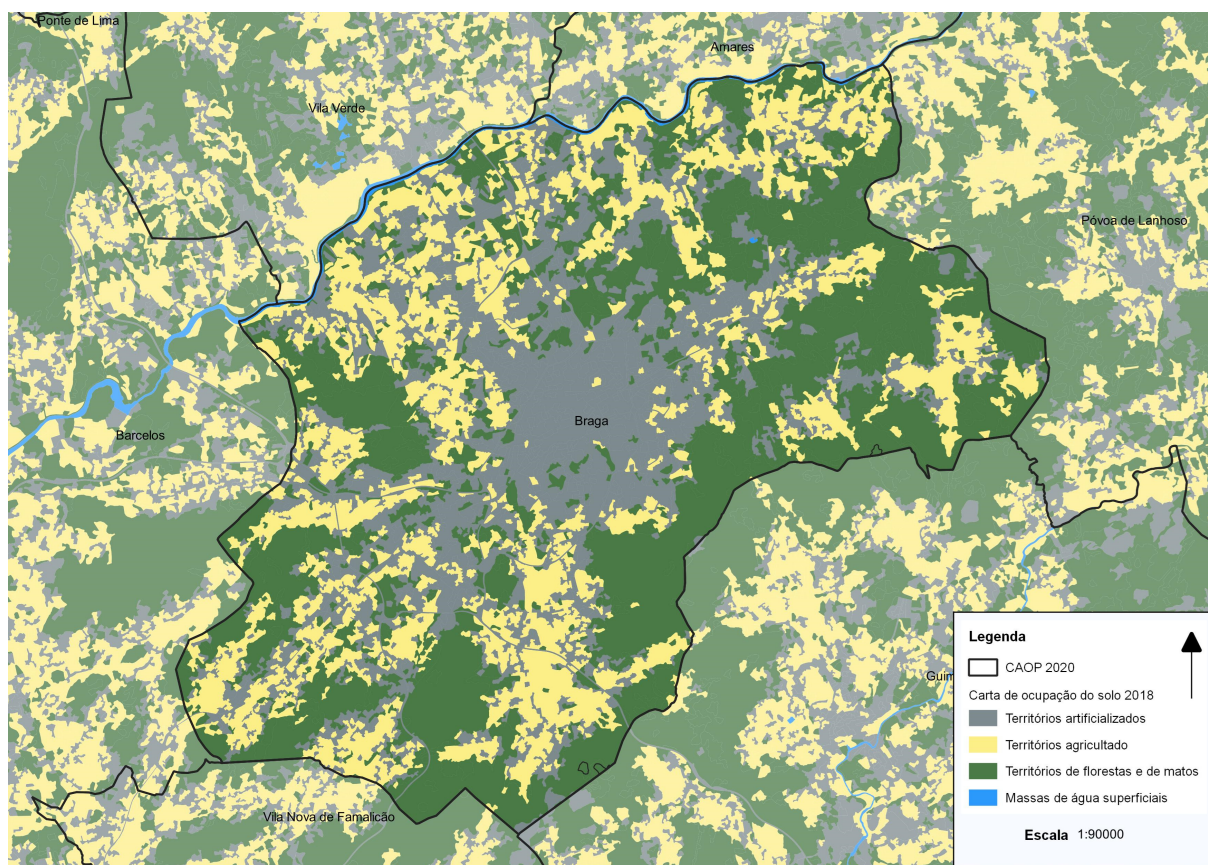 Ponte de Lima
Amares
Vila Verde
Póvoa de Lanhoso
Barcelos
Braga
Guim
Vila Nova de Famalicão
Legenda
CAOP 2020
Carta de ocupação do solo 2018
Territórios artificializados
Territórios agricultado
Territórios de florestas e de matos
Massas de água superficiais
Escala 1:90000